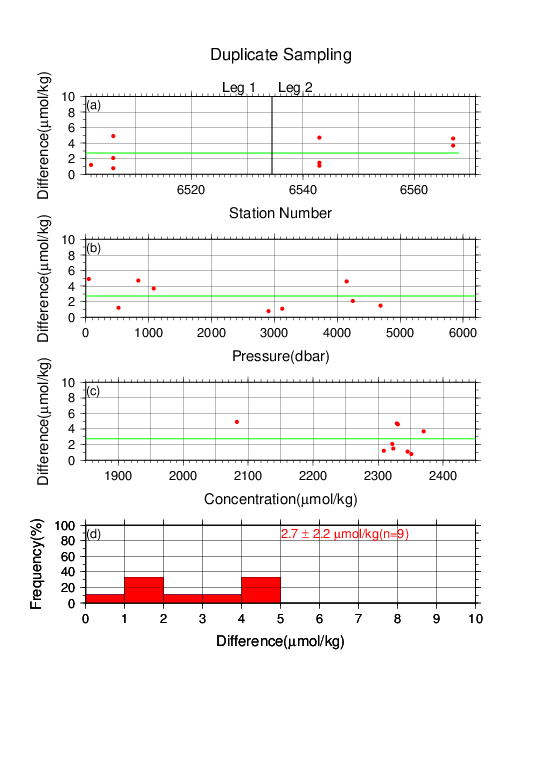 Duplicate Sampling
Leg 1 Leg 2
Difference(μmol/kg)
10
8
6
4
2
0
(a)
6520 6540 6560
Station Number
Difference(μmol/kg)
10
8
6
4
2
0
(b)
0 1000 2000 3000 4000 5000 6000
Pressure(dbar)
Difference(μmol/kg)
10
8
6
4
2
0
(c)
1900 2000 2100 2200 2300 2400
Concentration(μmol/kg)
Frequency(%)
100
80
60
40
20
0
(d)
2.7 ± 2.2 μmol/kg(n=9)
0 1 2 3 4 5 6 7 8 9 10
Difference(μmol/kg)